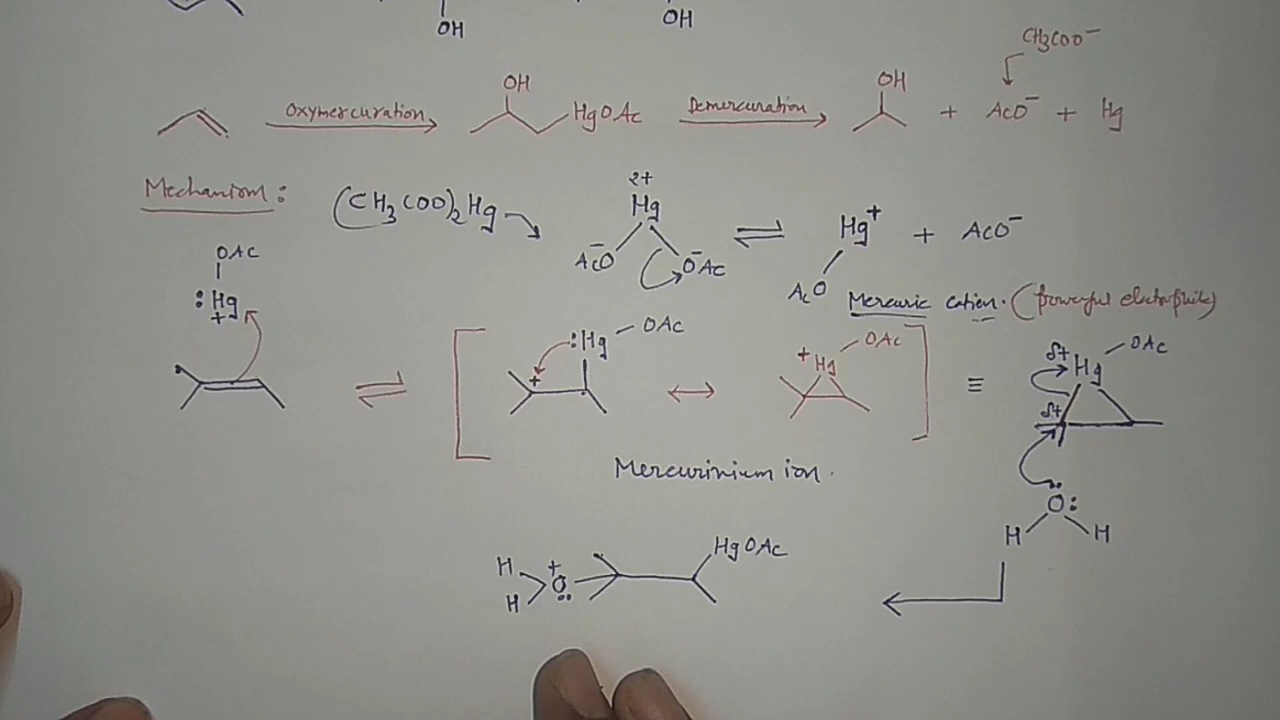 OH OH
CH3COO−
Oxymercuration OH HgOAc Demercuration OH + AcO− + Hg
Mechanism: (CH3COO)2Hg 2+ Hg AcO− O−Ac ⇌ Hg+ AcO + AcO−
Mercuric cation. (powerful electrophile)
OAc
:Hg
+
⇌ [ + :Hg OAc ↔ +Hg OAc ] ≡ δ+ Hg OAc
δ+
Mercurinium ion.
O:
H H
H H +O HgOAc